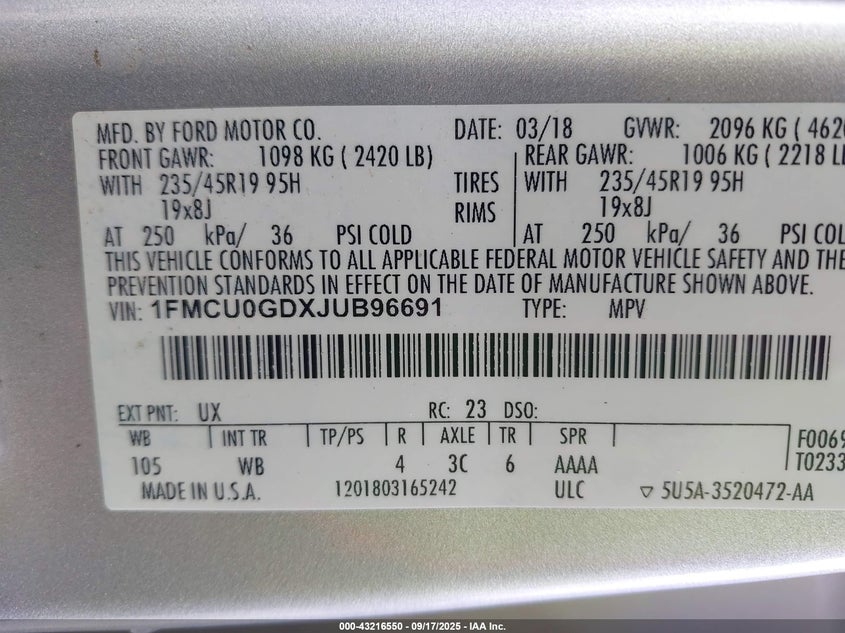 MFD. BY FORD MOTOR CO. DATE: 03/18 GVWR: 2096 KG ( 4620
FRONT GAWR: 1098 KG ( 2420 LB) REAR GAWR: 1006 KG ( 2218 LB
WITH 235/45R19 95H TIRES WITH 235/45R19 95H
19x8J RIMS 19x8J
AT 250 kPa/ 36 PSI COLD AT 250 kPa/ 36 PSI COL
THIS VEHICLE CONFORMS TO ALL APPLICABLE FEDERAL MOTOR VEHICLE SAFETY AND THE
PREVENTION STANDARDS IN EFFECT ON THE DATE OF MANUFACTURE SHOWN ABOVE.
VIN: 1FMCU0GDXJUB96691 TYPE: MPV
EXT PNT: UX RC: 23 DSO:
WB INT TR TP/PS R AXLE TR SPR F0069
105 WB 4 3C 6 AAAA T0233
MADE IN U.S.A. 1201803165242 ULC ▽ 5U5A-3520472-AA
000-43216550 - 09/17/2025 - IAA Inc.